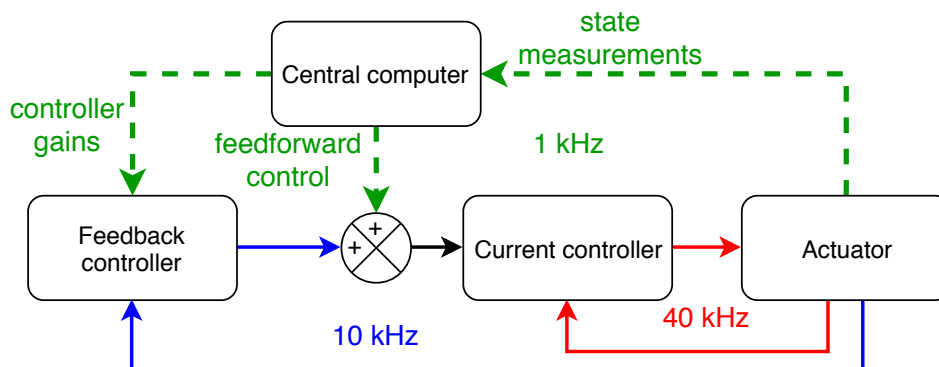 state
measurements
Central computer
controller
gains
feedforward
control
1 kHz
+
+
Feedback
controller
Current controller
Actuator
10 kHz
40 kHz